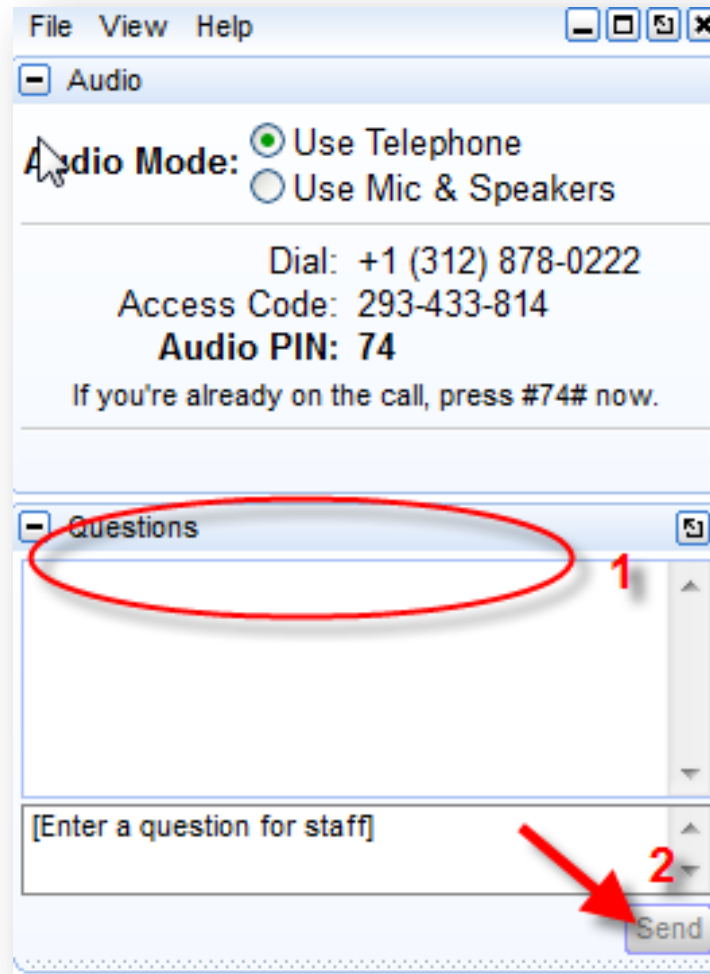 File View Help
Audio
Audio Mode:
Use Telephone
Use Mic & Speakers
Dial: +1 (312) 878-0222
Access Code: 293-433-814
Audio PIN: 74
If you're already on the call, press #74# now.
Questions
1
[Enter a question for staff]
2
Send